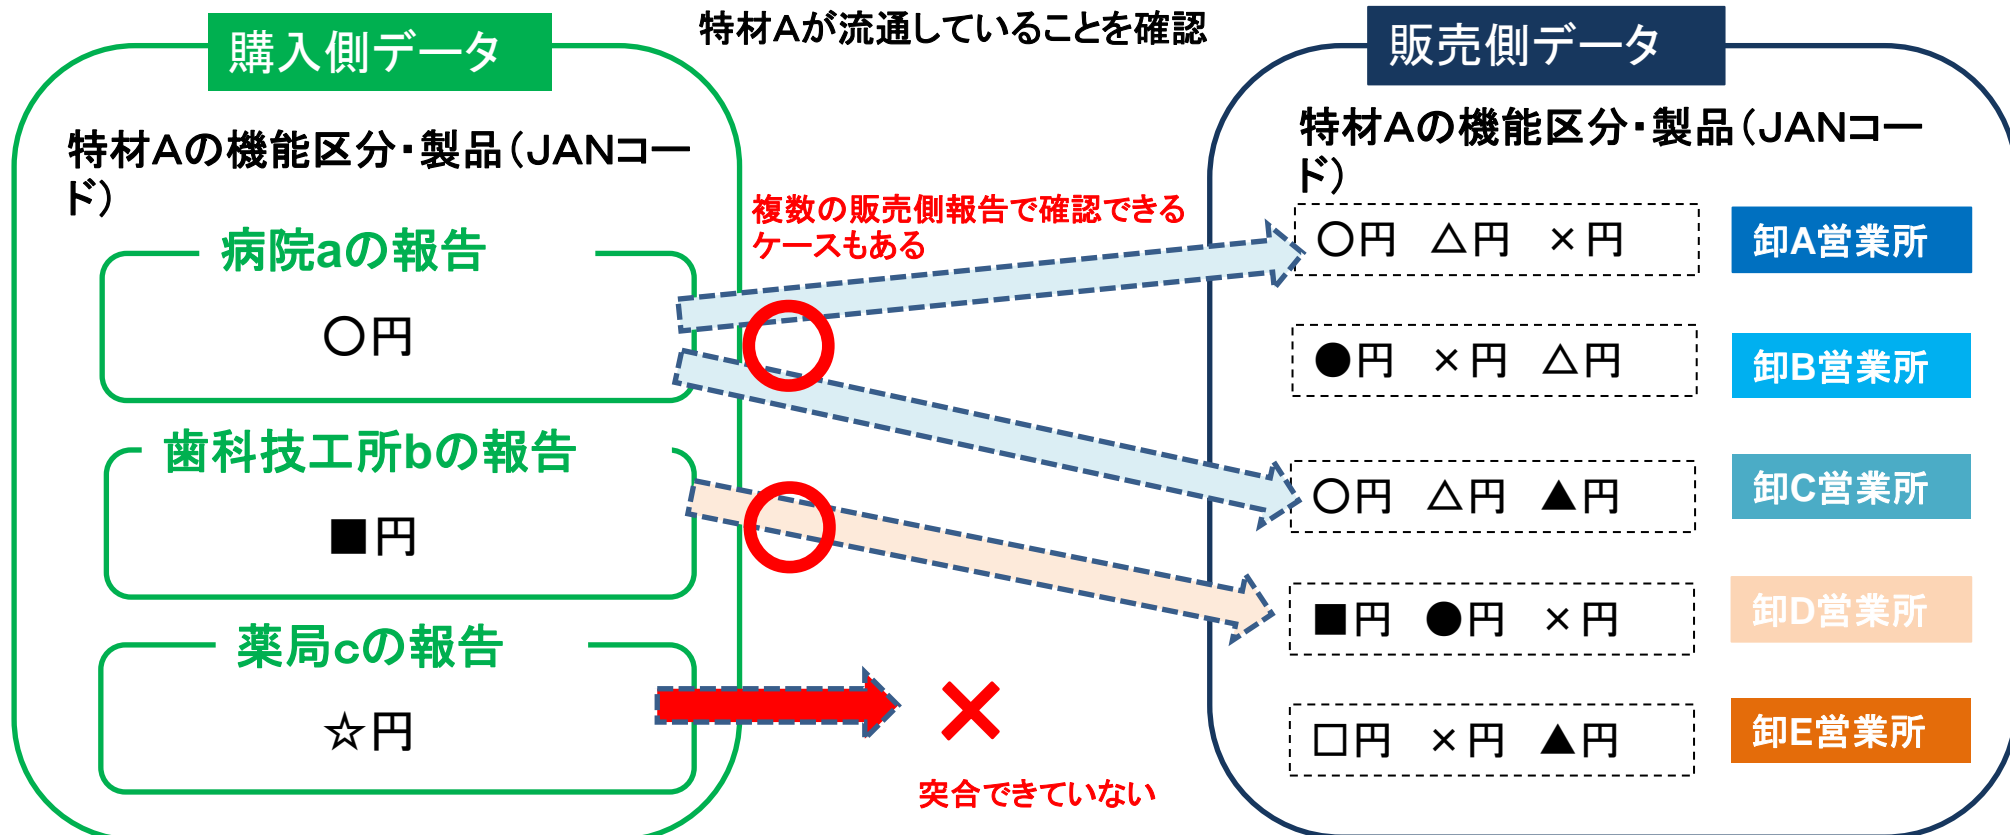 特材Aが流通していることを確認
購入側データ
特材Aの機能区分・製品（JANコー
ド）
病院aの報告
○円
歯科技工所bの報告
■円
薬局cの報告
☆円
複数の販売側報告で確認できる
ケースもある
×
突合できていない
販売側データ
特材Aの機能区分・製品（JANコー
ド）
○円 △円 ×円
卸A営業所
●円 ×円 △円
卸B営業所
○円 △円 ▲円
卸C営業所
■円 ●円 ×円
卸D営業所
□円 ×円 ▲円
卸E営業所